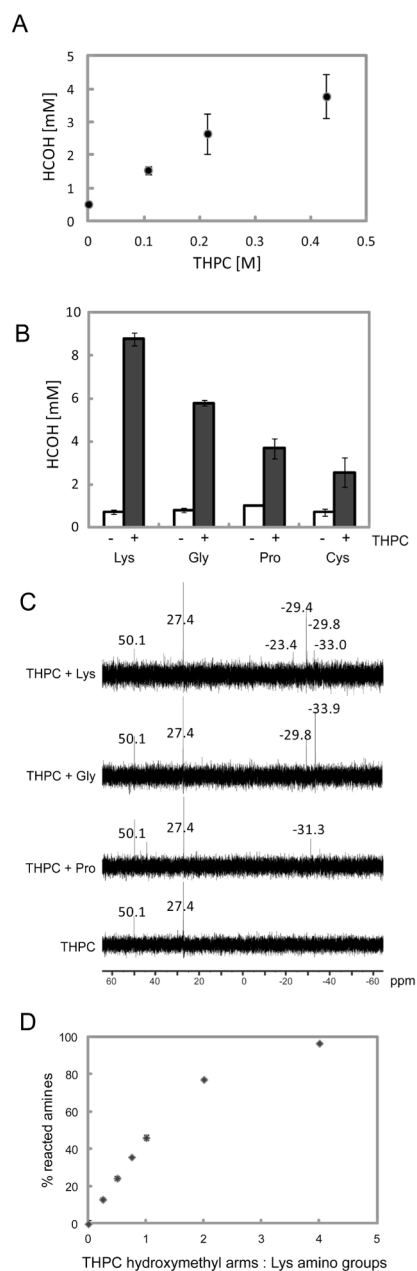 A
HCOH [mM]
5
4
3
2
1
0
0 0.1 0.2 0.3 0.4 0.5
THPC [M]
B
HCOH [mM]
10
8
6
4
2
0
- + - + - + - + THPC
Lys Gly Pro Cys
C
THPC + Lys
50.1 27.4 -23.4 -29.4 -29.8 -33.0
THPC + Gly
50.1 27.4 -29.8 -33.9
THPC + Pro
50.1 27.4 -31.3
THPC
50.1 27.4
60 40 20 0 -20 -40 -60 ppm
D
% reacted amines
100
80
60
40
20
0
0 1 2 3 4 5
THPC hydroxymethyl arms : Lys amino groups